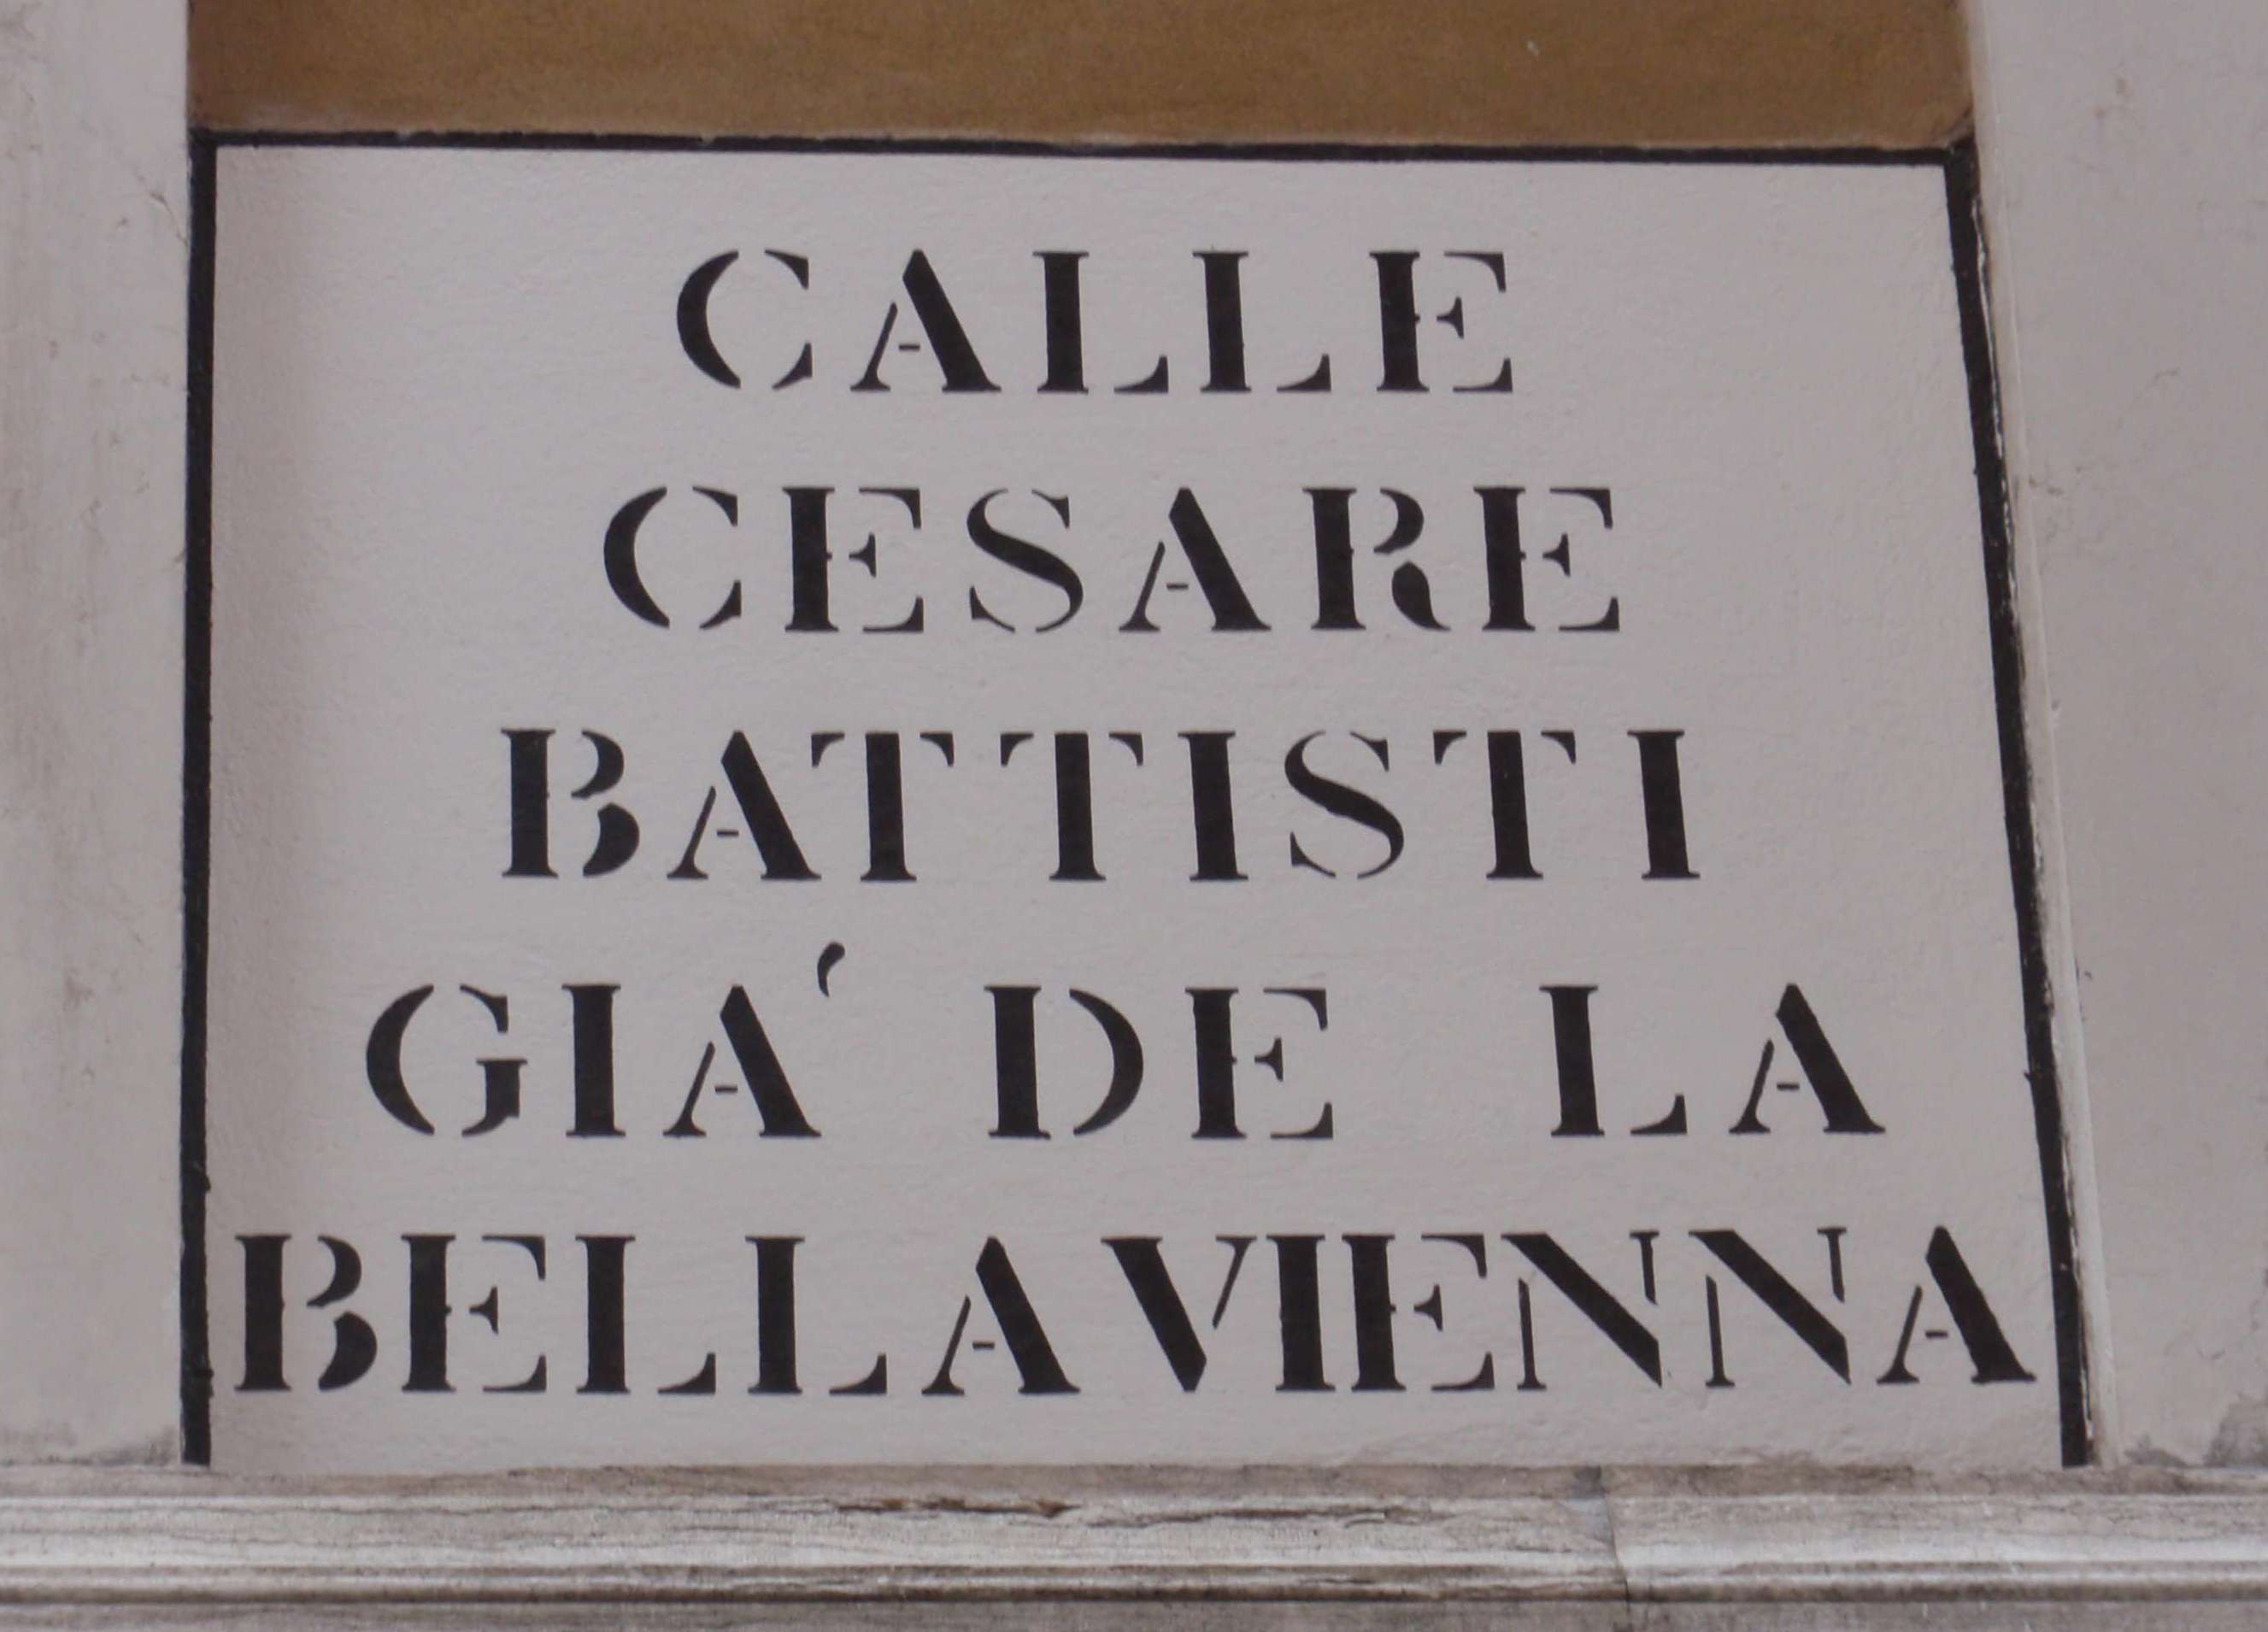 CALLE
CESARE
BATTISTI
GIA' DE LA
BELLAVIENNA